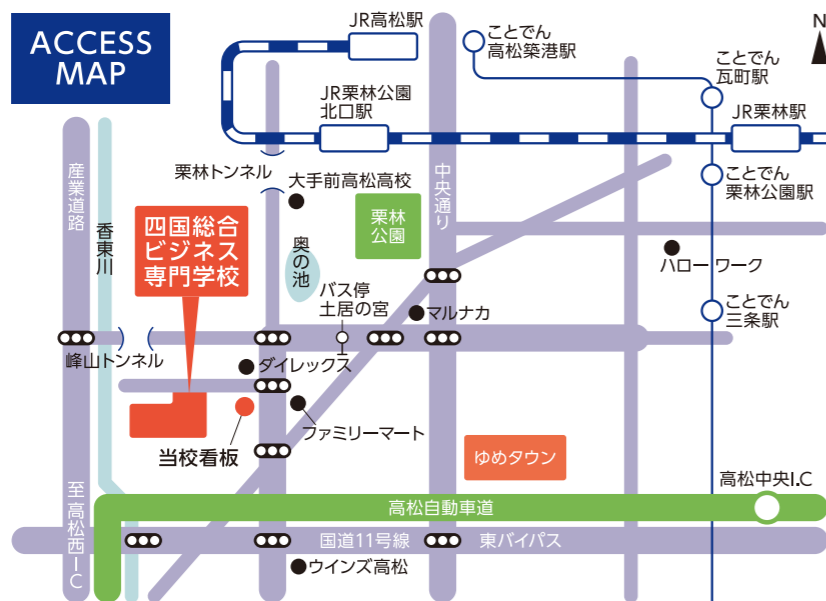 ACCESS
MAP
JR高松駅
ことでん
高松築港駅
N
ことでん
瓦町駅
JR栗林公園
北口駅
JR栗林駅
産業道路
香東川
栗林トンネル
大手前高松高校
中央通り
ことでん
栗林公園駅
四国総合
ビジネス
専門学校
栗林
公園
奥の池
ハローワーク
バス停
土居の宮
マルナカ
ことでん
三条駅
峰山トンネル
ダイレックス
ファミリーマート
当校看板
ゆめタウン
高松中央I.C
至高松西IC
高松自動車道
国道11号線
東バイパス
ウインズ高松